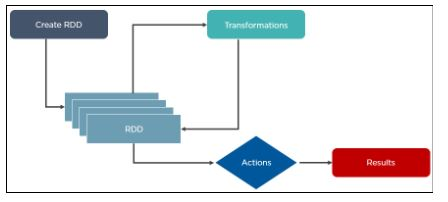 Create RDD
Transformations
RDD
Actions
Results